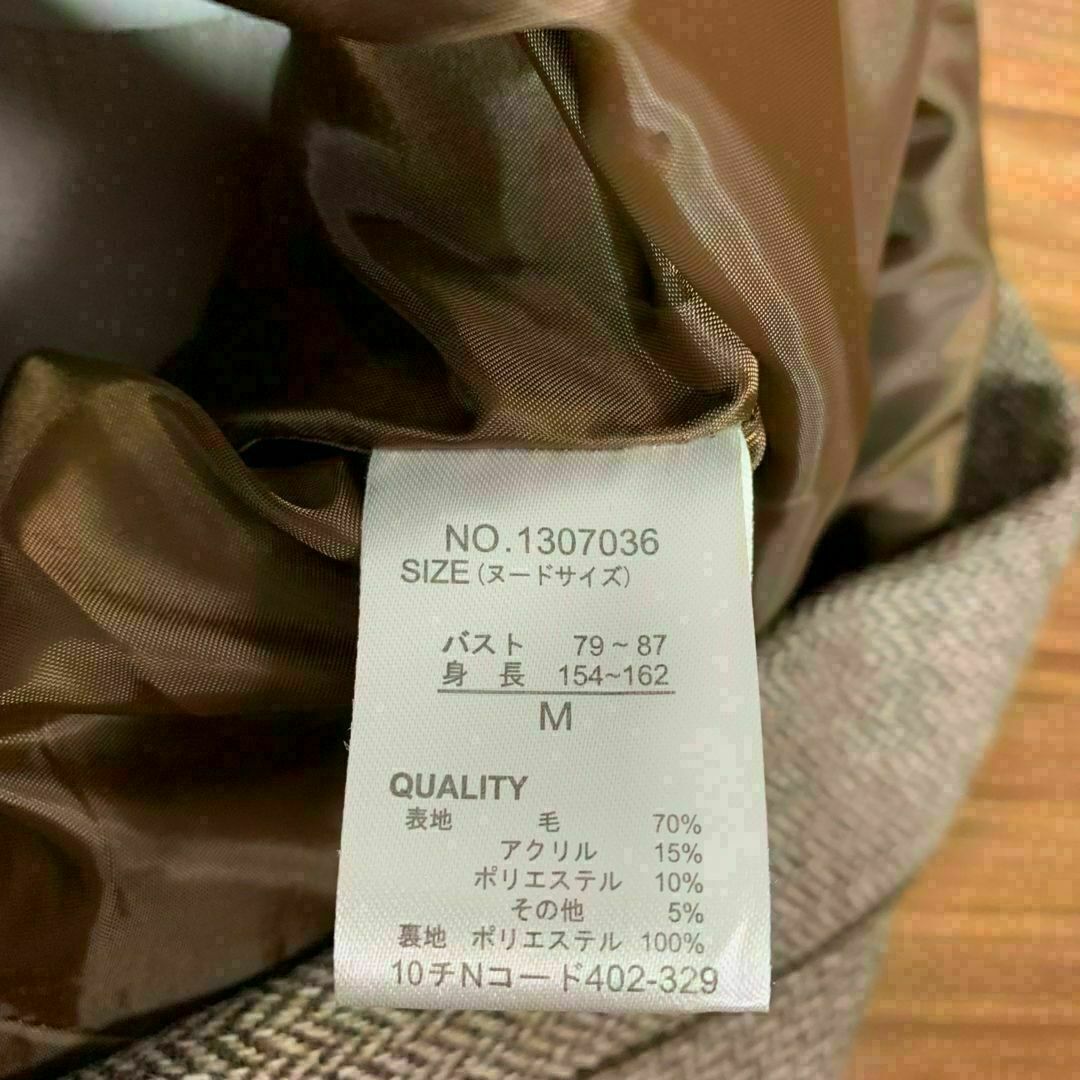 NO.1307036
SIZE(ヌードサイズ)
バスト 79~87
身長 154~162
M
QUALITY
表地 毛 70%
アクリル 15%
ポリエステル 10%
その他 5%
裏地 ポリエステル 100%
10チNコード402-329